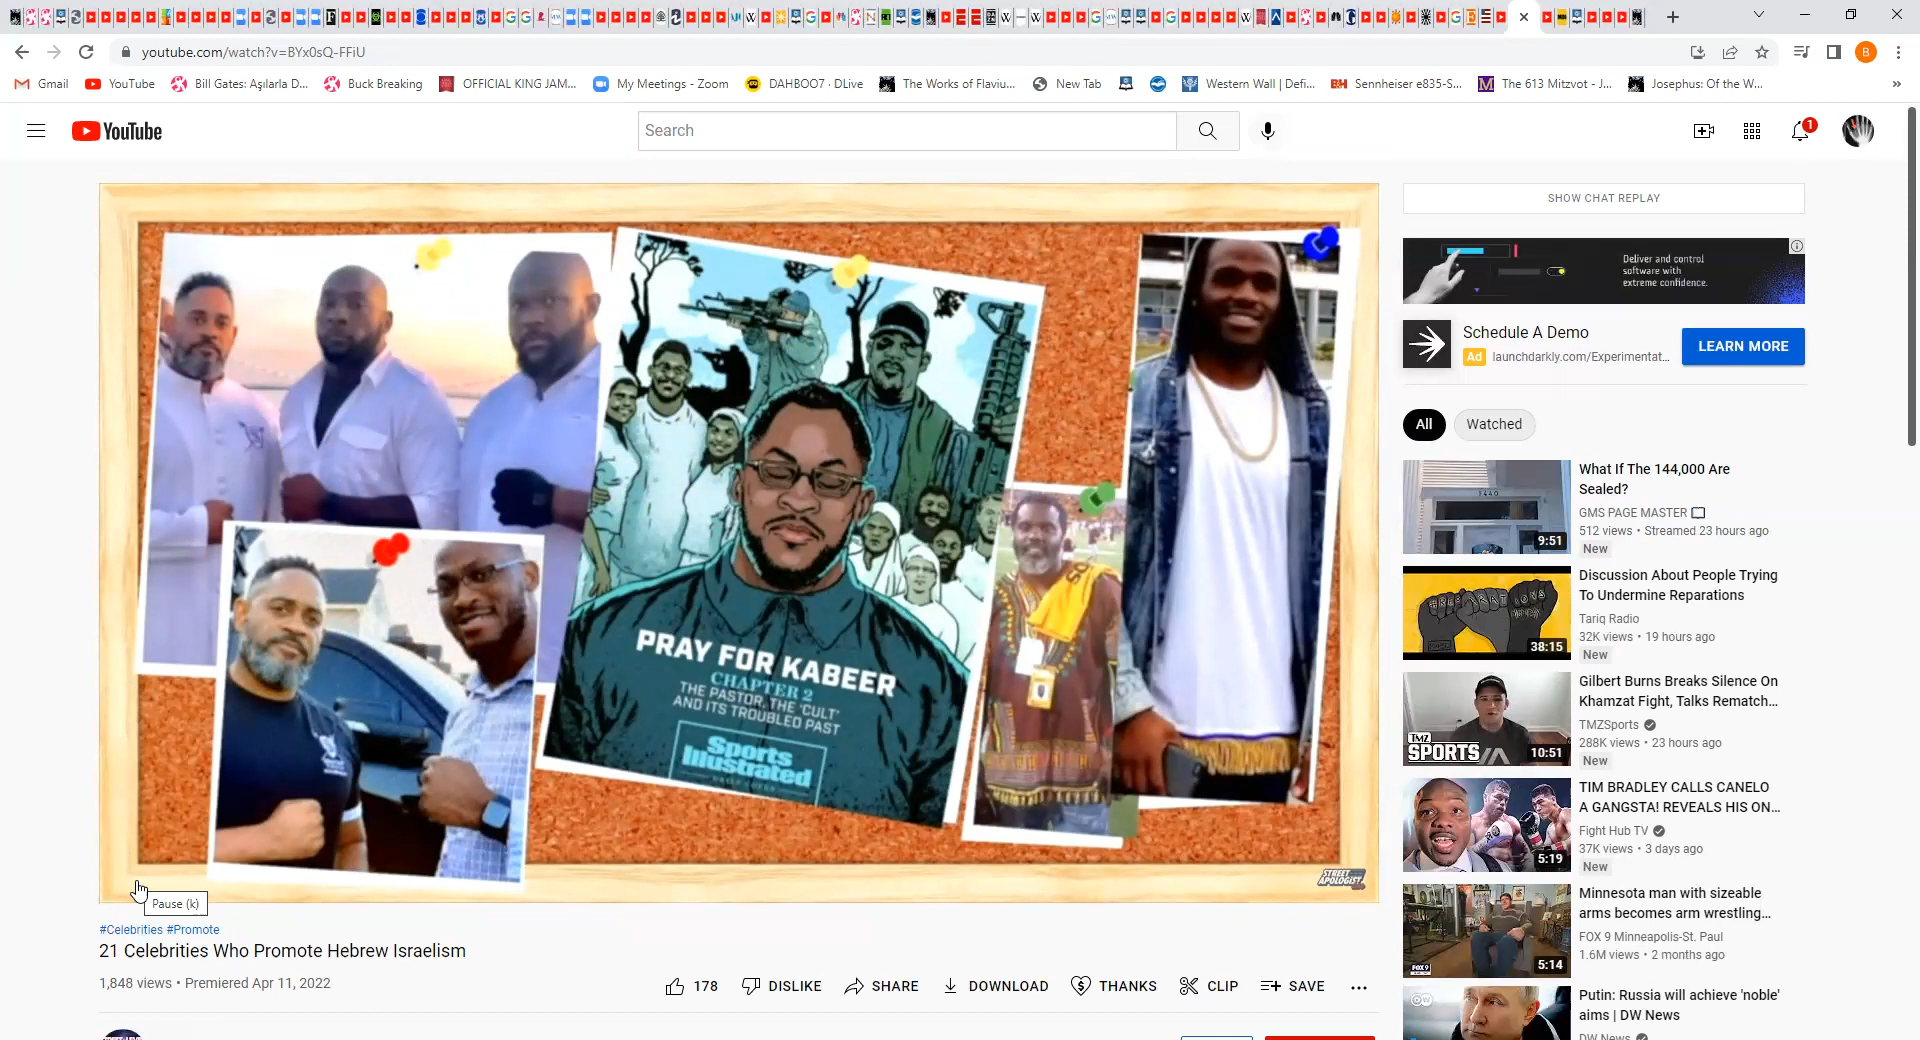 youtube.com/watch?v=BYx0sQ-FFiU
B
Gmail
YouTube
Bill Gates: Aşılarla D...
Buck Breaking
OFFICIAL KING JAM...
My Meetings - Zoom
DAHBOO7 · DLive
The Works of Flaviu...
New Tab
Western Wall | Defi...
BH Sennheiser e835-S...
The 613 Mitzvot - J...
Josephus: Of the W...
»
YouTube
Search
1
PRAY FOR KABEER
CHAPTER 2
THE PASTOR, THE 'CULT'
AND ITS TROUBLED PAST
Sports
Illustrated
STREET
APOLOGIST
Pause (k)
#Celebrities #Promote
21 Celebrities Who Promote Hebrew Israelism
1,848 views • Premiered Apr 11, 2022
178
DISLIKE
SHARE
DOWNLOAD
THANKS
CLIP
SAVE
SHOW CHAT REPLAY
Deliver and control
software with
extreme confidence.
Schedule A Demo
Ad launchdarkly.com/Experimentat...
LEARN MORE
All
Watched
9:51
What If The 144,000 Are
Sealed?
GMS PAGE MASTER
512 views • Streamed 23 hours ago
New
38:15
Discussion About People Trying
To Undermine Reparations
Tariq Radio
32K views • 19 hours ago
New
TMZ
SPORTS
10:51
Gilbert Burns Breaks Silence On
Khamzat Fight, Talks Rematch...
TMZSports
288K views • 23 hours ago
New
5:19
TIM BRADLEY CALLS CANELO
A GANGSTA! REVEALS HIS ON...
Fight Hub TV
37K views • 3 days ago
New
FOX 9
5:14
Minnesota man with sizeable
arms becomes arm wrestling...
FOX 9 Minneapolis-St. Paul
1.6M views • 2 months ago
Putin: Russia will achieve 'noble'
aims | DW News
DW News